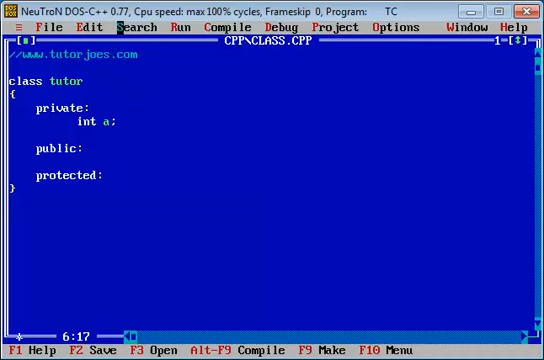 NeuTroN DOS-C++ 0.77, Cpu speed: max 100% cycles, Frameskip 0, Program: TC
≡ File Edit Search Run Compile Debug Project Options Window Help
[■] CPP\CLASS.CPP 1=[↕]
//www.tutorjoes.com
class tutor
{
private:
int a;
public:
protected:
}
* 6:17
F1 Help F2 Save F3 Open Alt-F9 Compile F9 Make F10 Menu